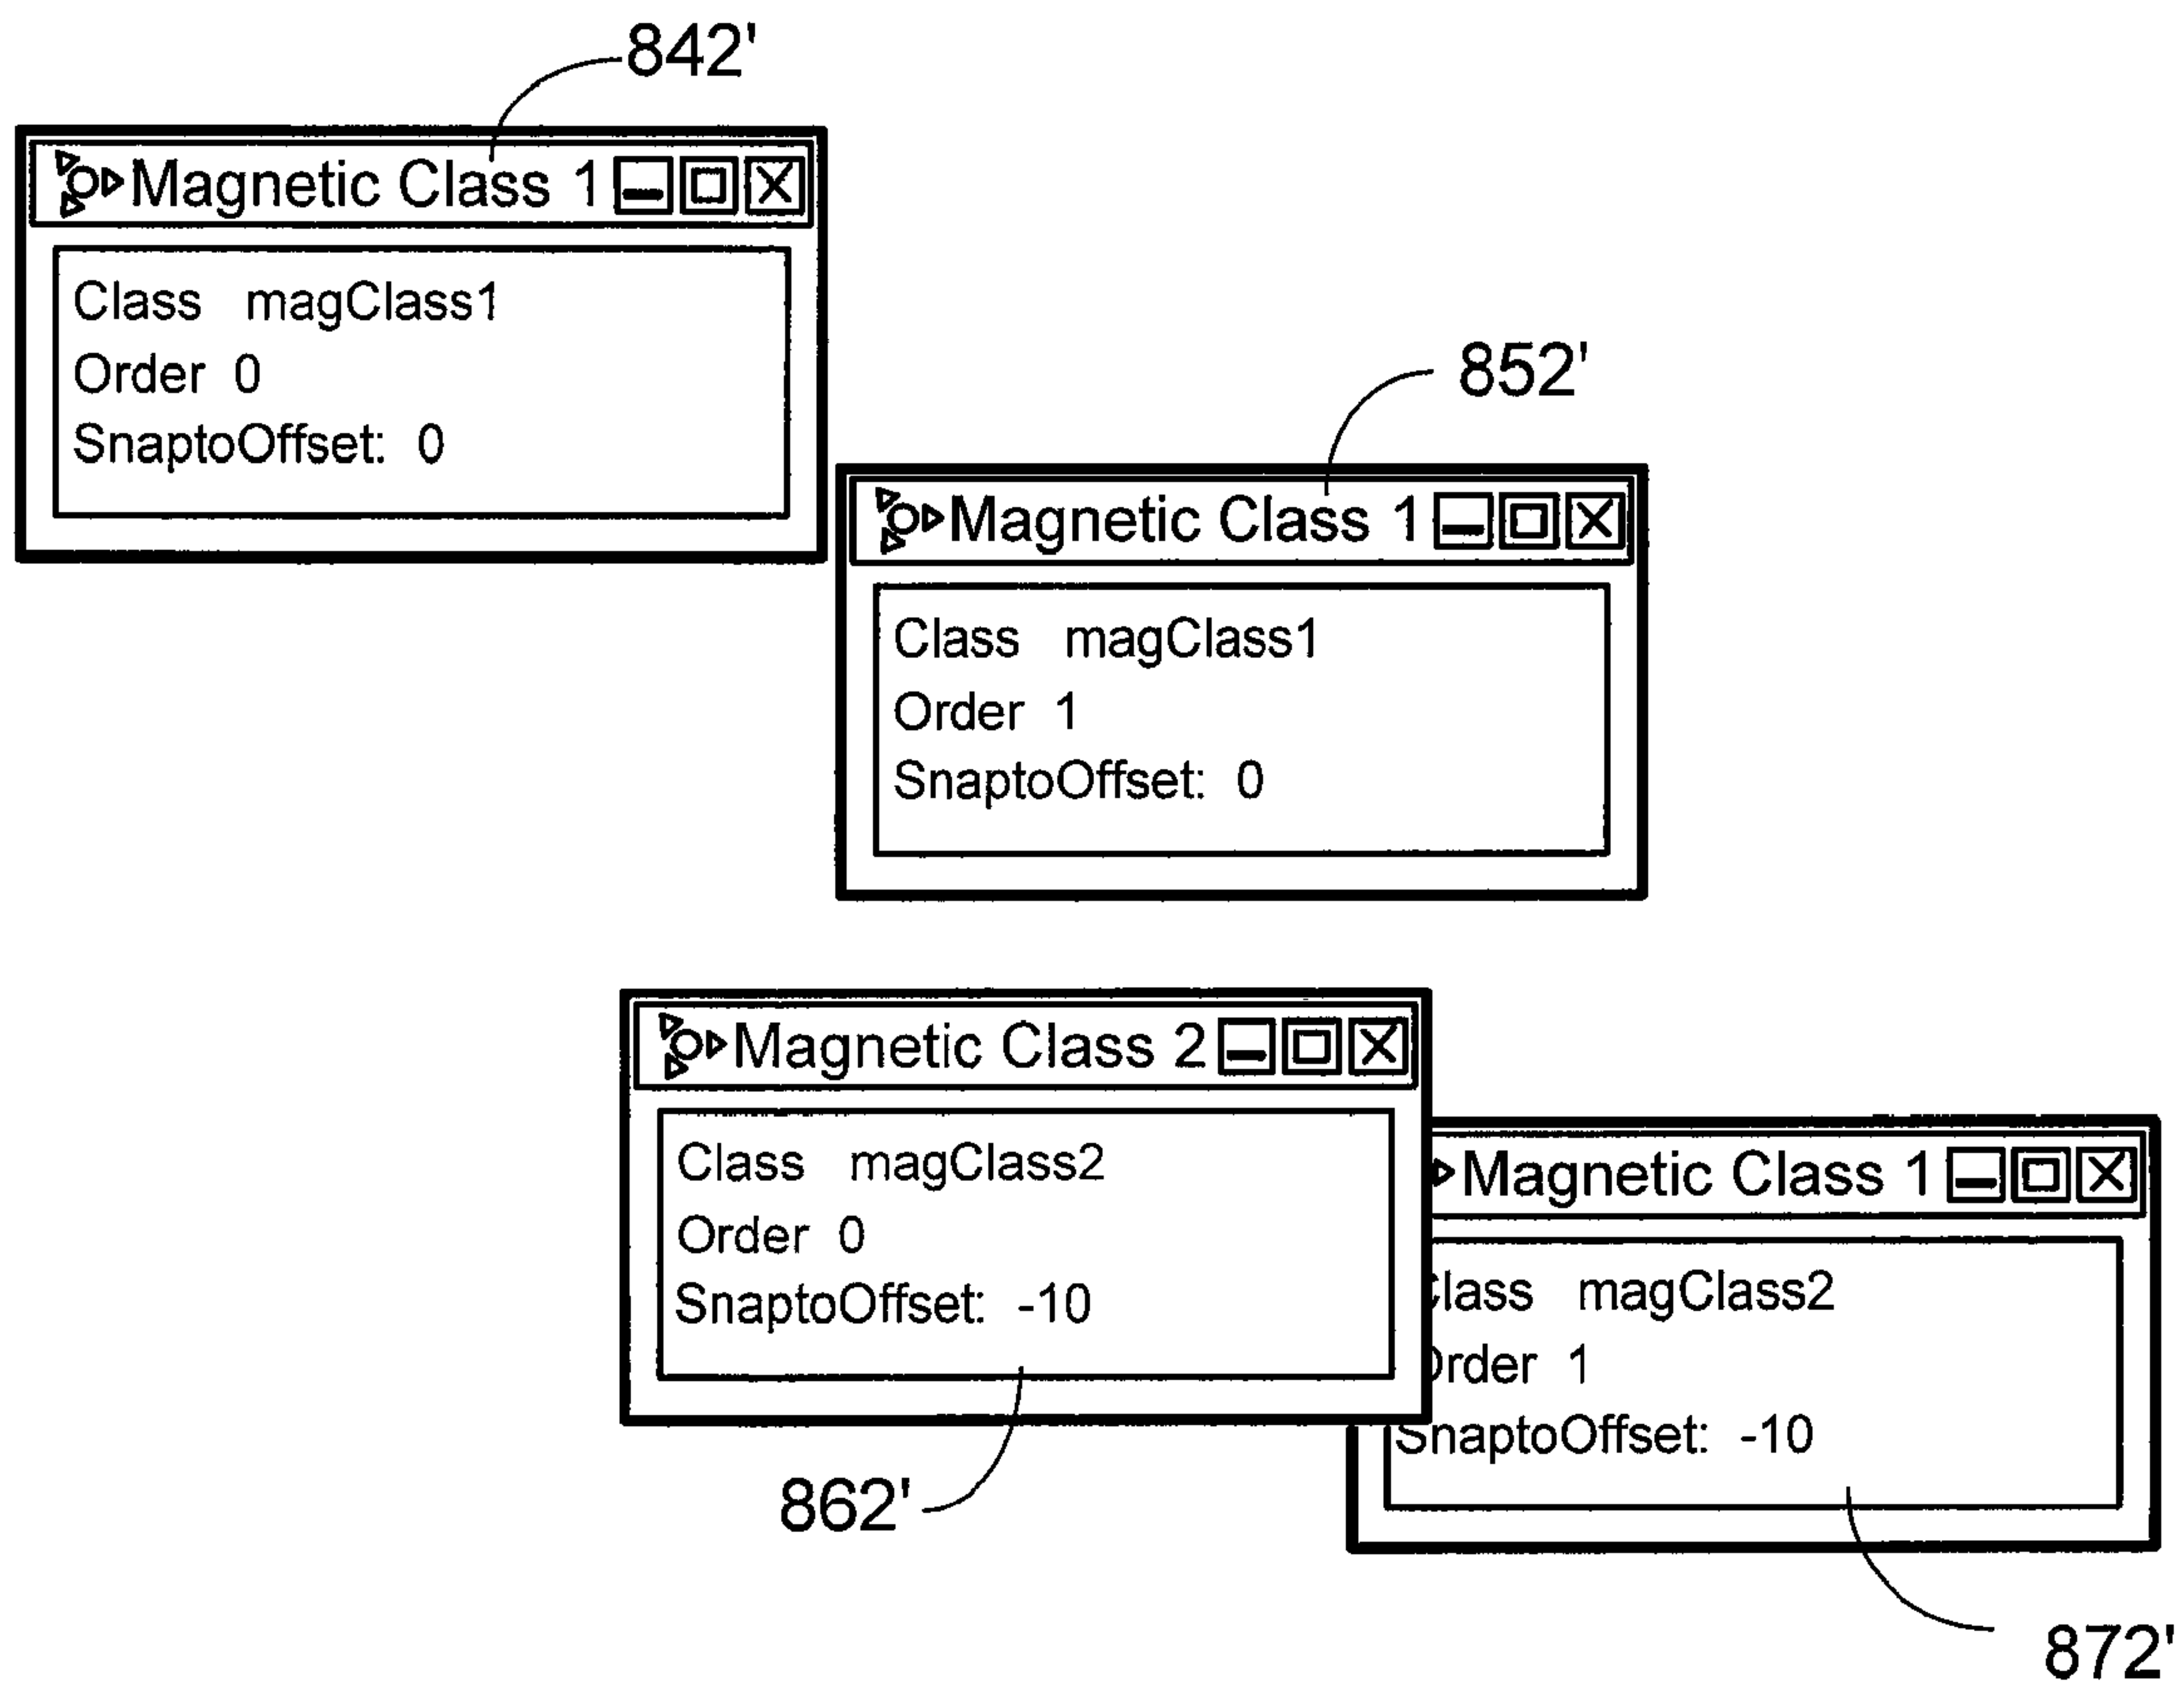 842'
Magnetic Class 1
Class magClass1
Order 0
SnaptoOffset: 0
852'
Magnetic Class 1
Class magClass1
Order 1
SnaptoOffset: 0
Magnetic Class 2
Class magClass2
Order 0
SnaptoOffset: -10
862'
Magnetic Class 1
Class magClass2
Order 1
SnaptoOffset: -10
872'